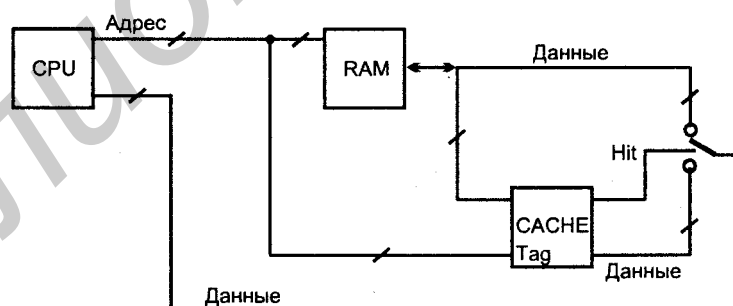 Адрес
CPU
RAM
Данные
Hit
CACHE
Tag
Данные
Данные